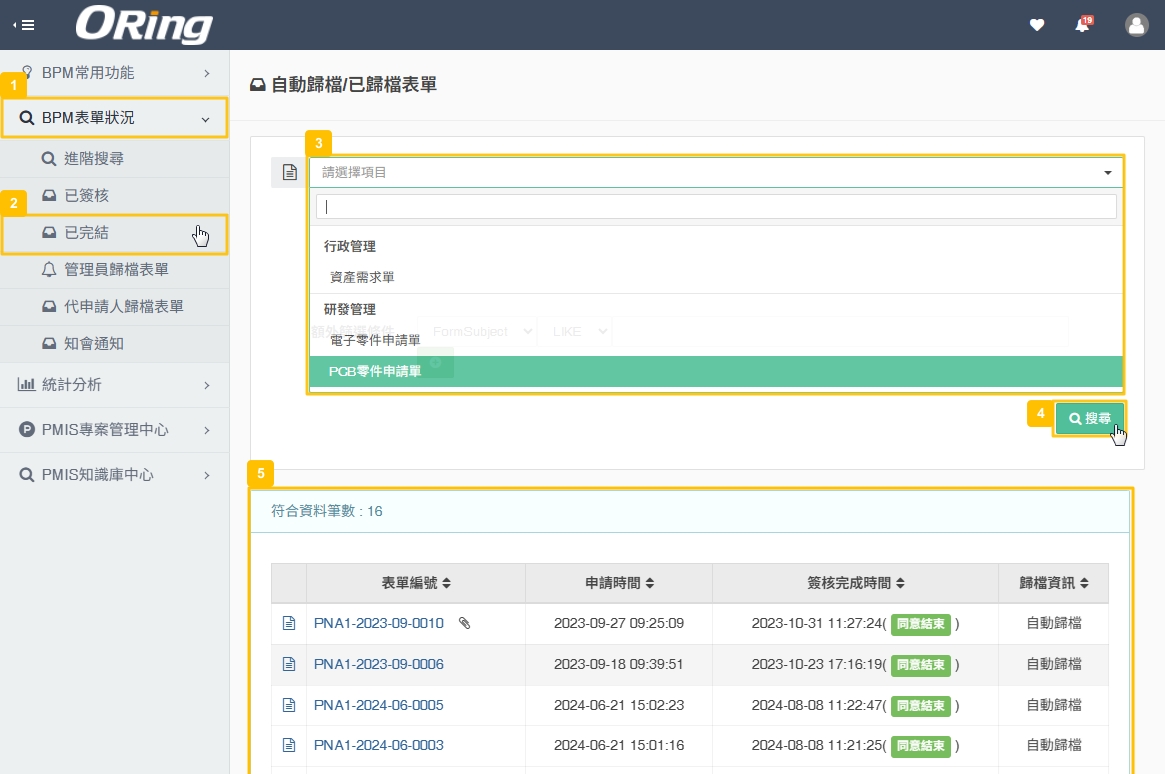 ORing
19
BPM常用功能
1
BPM表單狀況
進階搜尋
已簽核
2
已完結
管理員歸檔表單
代申請人歸檔表單
知會通知
統計分析
P PMIS專案管理中心
PMIS知識庫中心
自動歸檔/已歸檔表單
3
請選擇項目
行政管理
資產需求單
研發管理
額外篩選條件 FormSubject LIKE
電子零件申請單
PCB零件申請單
4 搜尋
5
符合資料筆數 : 16
表單編號 申請時間 簽核完成時間 歸檔資訊
PNA1-2023-09-0010 2023-09-27 09:25:09 2023-10-31 11:27:24( 同意結束 ) 自動歸檔
PNA1-2023-09-0006 2023-09-18 09:39:51 2023-10-23 17:16:19( 同意結束 ) 自動歸檔
PNA1-2024-06-0005 2024-06-21 15:02:23 2024-08-08 11:22:47( 同意結束 ) 自動歸檔
PNA1-2024-06-0003 2024-06-21 15:01:16 2024-08-08 11:21:25( 同意結束 ) 自動歸檔